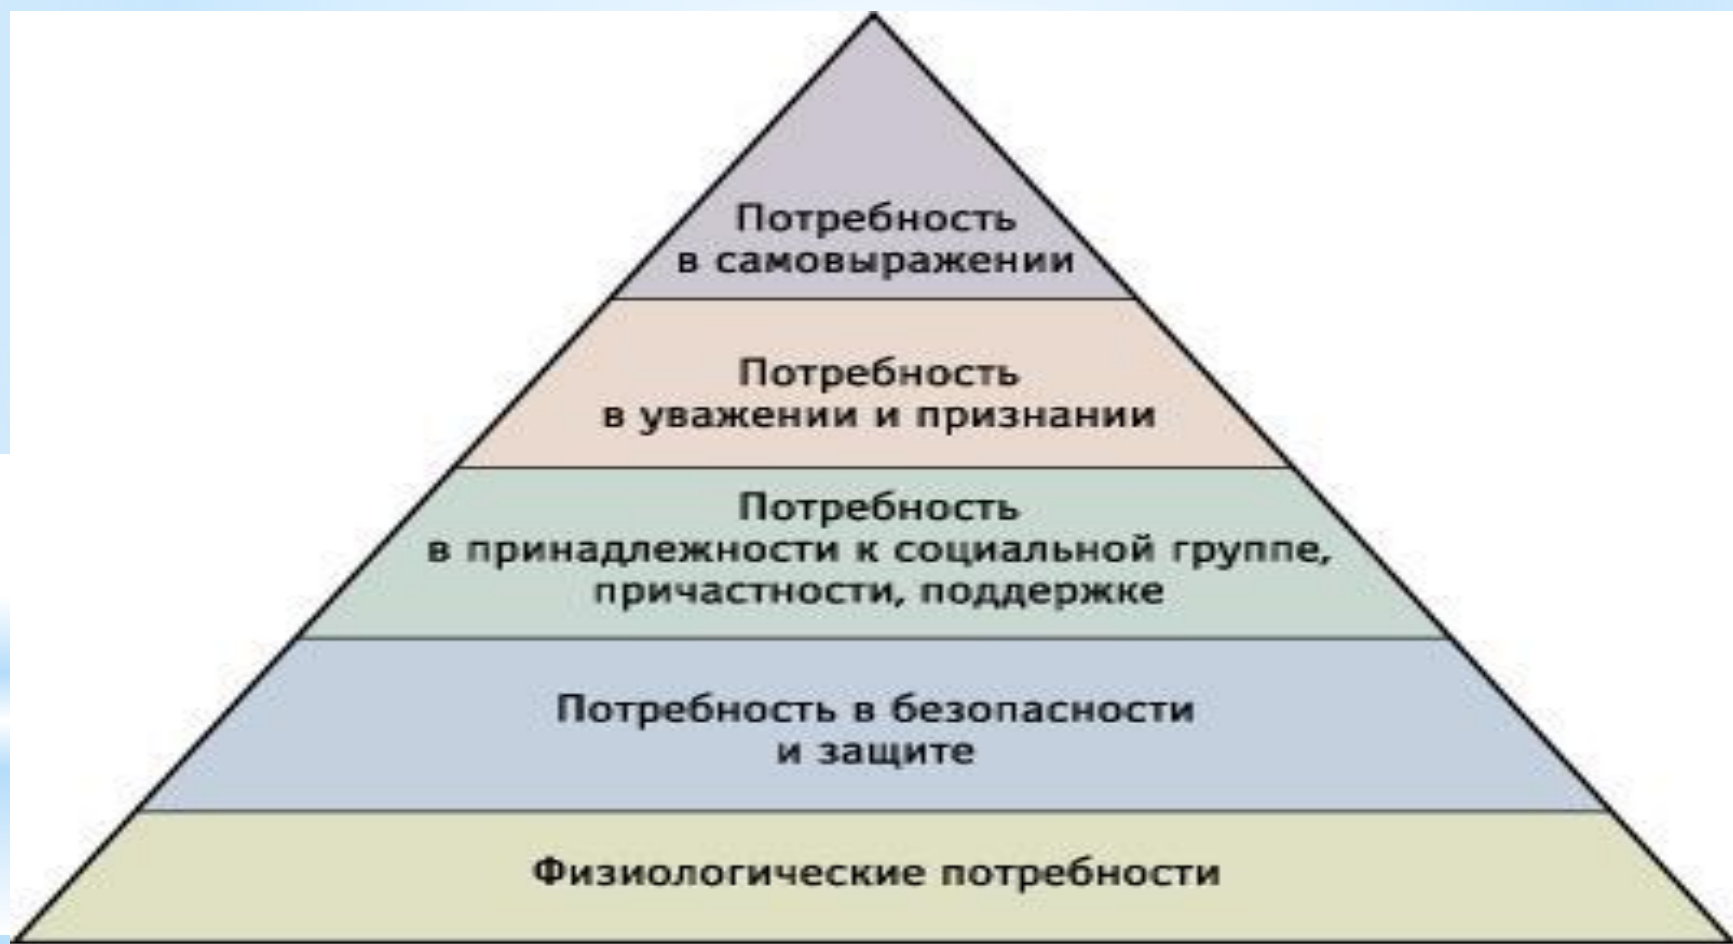 Потребность
в самовыражении
Потребность
в уважении и признании
Потребность
в принадлежности к социальной группе,
причастности, поддержке
Потребность в безопасности
и защите
Физиологические потребности